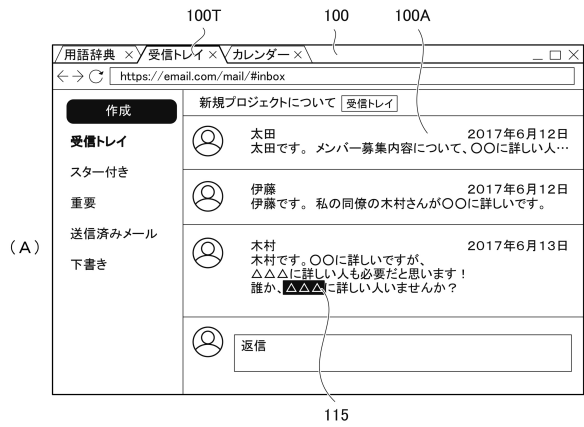 100T 100 100A
用語辞典 × 受信トレイ × カレンダー × _ □ ×
← → https://email.com/mail/#inbox
作成
受信トレイ
スター付き
重要
送信済みメール
下書き
新規プロジェクトについて 受信トレイ
太田 2017年6月12日
太田です。 メンバー募集内容について、〇〇に詳しい人…
伊藤 2017年6月12日
伊藤です。 私の同僚の木村さんが〇〇に詳しいです。
木村 2017年6月13日
木村です。〇〇に詳しいですが、
△△△に詳しい人も必要だと思います！
誰か、△△△に詳しい人いませんか？
返信
(A)
115